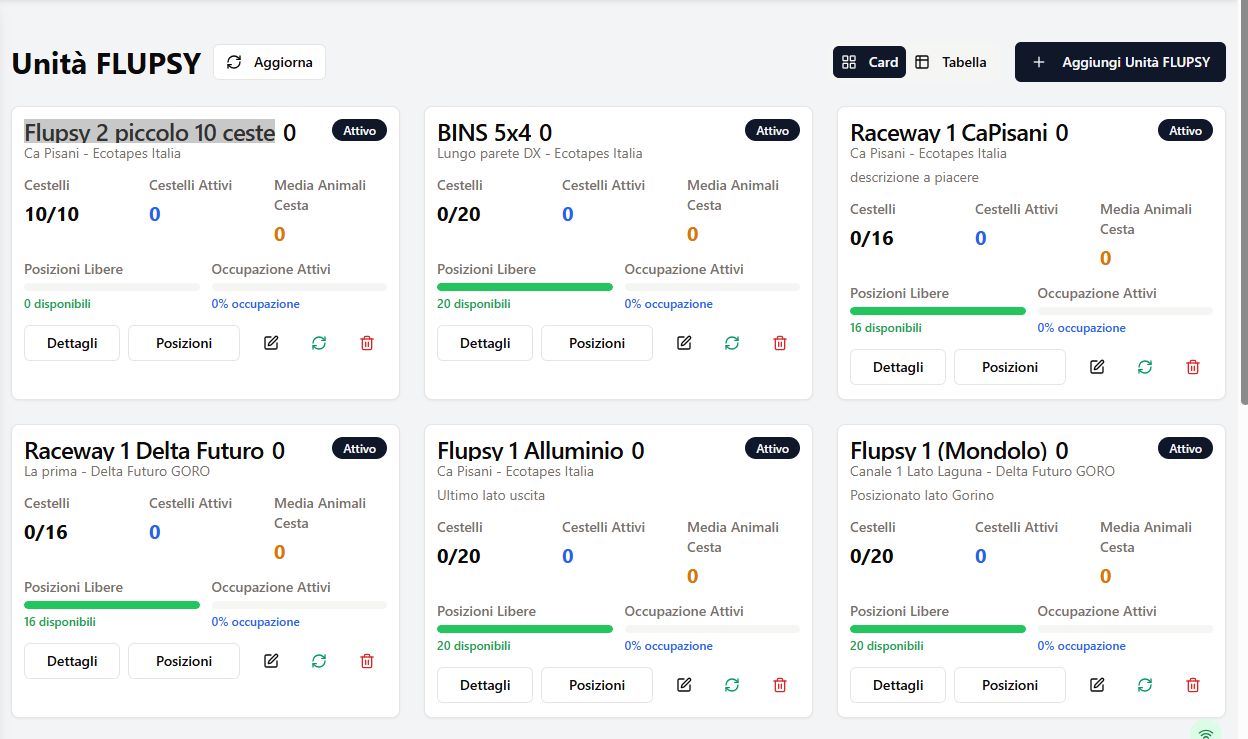 Unità FLUPSY
Aggiorna
Card
Tabella
Aggiungi Unità FLUPSY
Flupsy 2 piccolo 10 ceste 0
Attivo
Ca Pisani - Ecotapes Italia
Cestelli
Cestelli Attivi
Media Animali
Cesta
10/10
0
0
Posizioni Libere
Occupazione Attivi
0 disponibili
0% occupazione
Dettagli
Posizioni
BINS 5x4 0
Attivo
Lungo parete DX - Ecotapes Italia
Cestelli
Cestelli Attivi
Media Animali
Cesta
0/20
0
0
Posizioni Libere
Occupazione Attivi
20 disponibili
0% occupazione
Dettagli
Posizioni
Raceway 1 CaPisani 0
Attivo
Ca Pisani - Ecotapes Italia
descrizione a piacere
Cestelli
Cestelli Attivi
Media Animali
Cesta
0/16
0
0
Posizioni Libere
Occupazione Attivi
16 disponibili
0% occupazione
Dettagli
Posizioni
Raceway 1 Delta Futuro 0
Attivo
La prima - Delta Futuro GORO
Cestelli
Cestelli Attivi
Media Animali
Cesta
0/16
0
0
Posizioni Libere
Occupazione Attivi
16 disponibili
0% occupazione
Dettagli
Posizioni
Flupsy 1 Alluminio 0
Attivo
Ca Pisani - Ecotapes Italia
Ultimo lato uscita
Cestelli
Cestelli Attivi
Media Animali
Cesta
0/20
0
0
Posizioni Libere
Occupazione Attivi
20 disponibili
0% occupazione
Dettagli
Posizioni
Flupsy 1 (Mondolo) 0
Attivo
Canale 1 Lato Laguna - Delta Futuro GORO
Posizionato lato Gorino
Cestelli
Cestelli Attivi
Media Animali
Cesta
0/20
0
0
Posizioni Libere
Occupazione Attivi
20 disponibili
0% occupazione
Dettagli
Posizioni